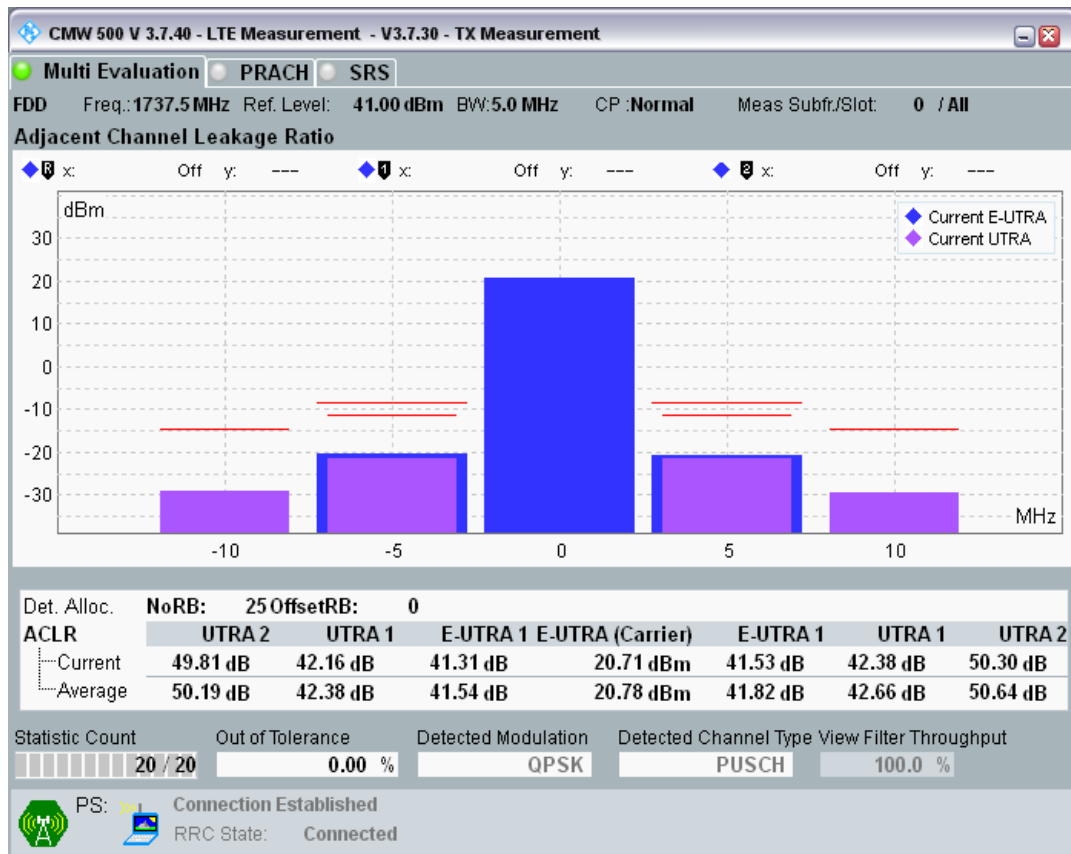 CMW 500 V 3.7.40 - LTE Measurement - V3.7.30 - TX Measurement
Multi Evaluation PRACH SRS
FDD Freq.:1737.5 MHz Ref. Level: 41.00 dBm BW:5.0 MHz CP :Normal Meas Subfr./Slot: 0 / All
Adjacent Channel Leakage Ratio
R x: Off y: --- 1 x: Off y: --- 2 x: Off y: ---
dBm
Current E-UTRA
Current UTRA
30
20
10
0
-10
-20
-30
MHz
-10 -5 0 5 10
Det. Alloc. NoRB: 25 OffsetRB: 0
ACLR UTRA 2 UTRA 1 E-UTRA 1 E-UTRA (Carrier) E-UTRA 1 UTRA 1 UTRA 2
Current 49.81 dB 42.16 dB 41.31 dB 20.71 dBm 41.53 dB 42.38 dB 50.30 dB
Average 50.19 dB 42.38 dB 41.54 dB 20.78 dBm 41.82 dB 42.66 dB 50.64 dB
Statistic Count Out of Tolerance Detected Modulation Detected Channel Type View Filter Throughput
20 / 20 0.00 % QPSK PUSCH 100.0 %
PS: Connection Established
RRC State: Connected